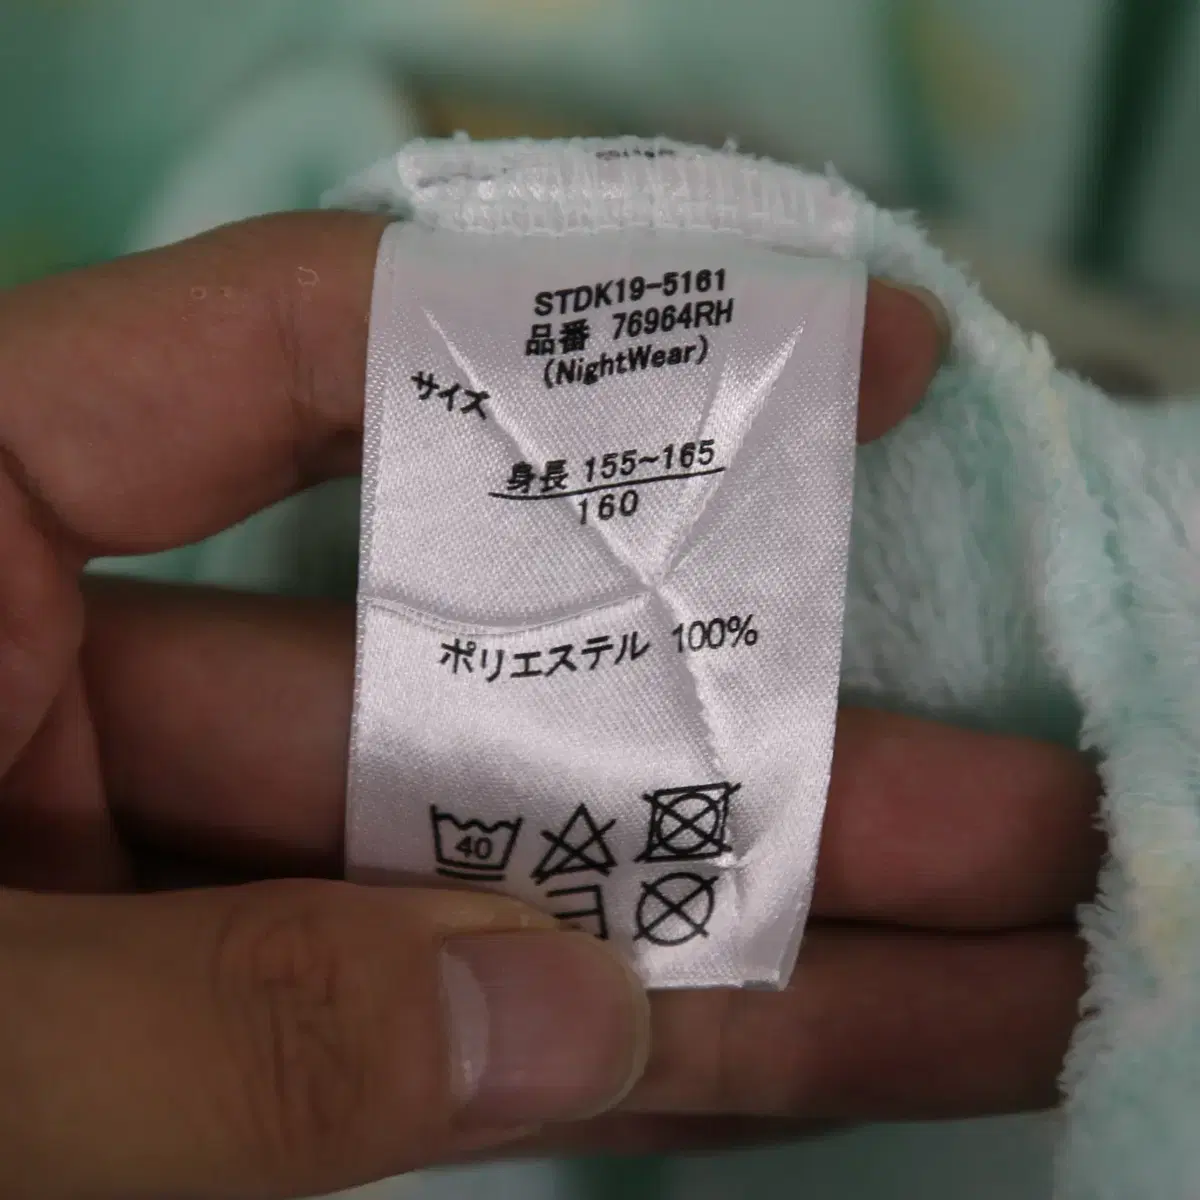 STDK19-5161
品番 76964RH
(NightWear)
サイズ
身長 155~165
160
ポリエステル 100%
40